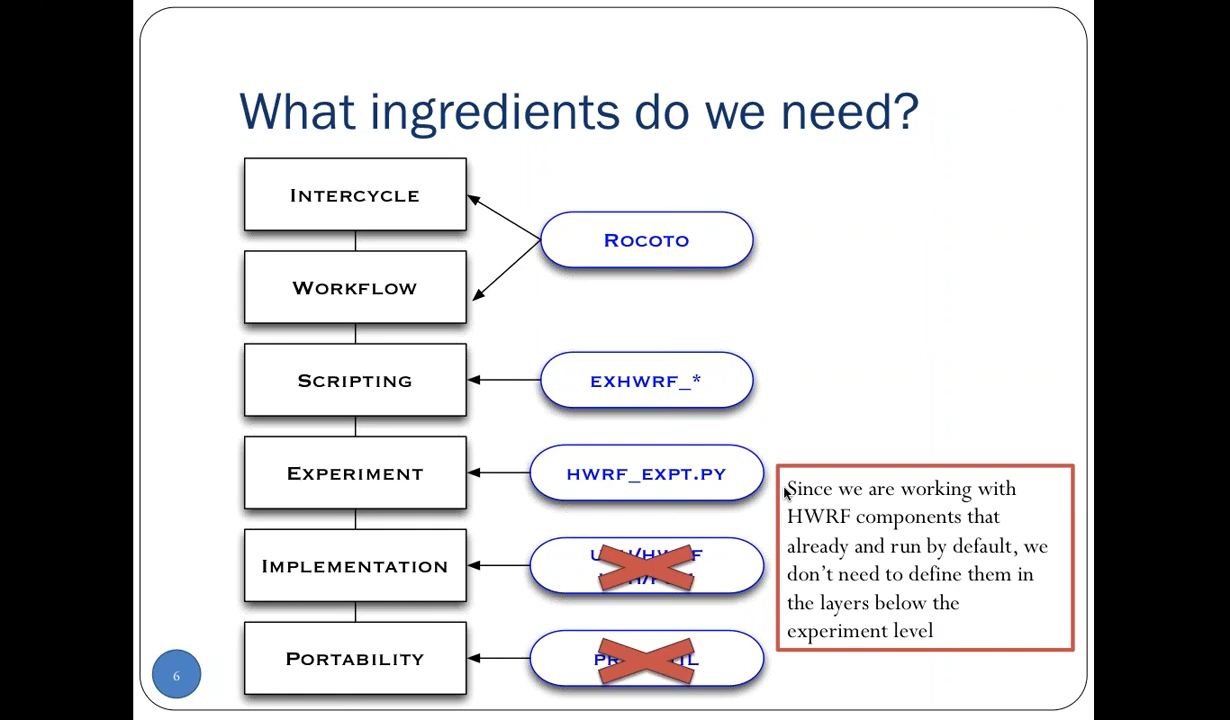 What ingredients do we need?
INTERCYCLE
ROCOTO
WORKFLOW
SCRIPTING
EXHWRF_*
EXPERIMENT
HWRF_EXPT.PY
Since we are working with
HWRF components that
already and run by default, we
don’t need to define them in
the layers below the
experiment level
IMPLEMENTATION
PORTABILITY
6